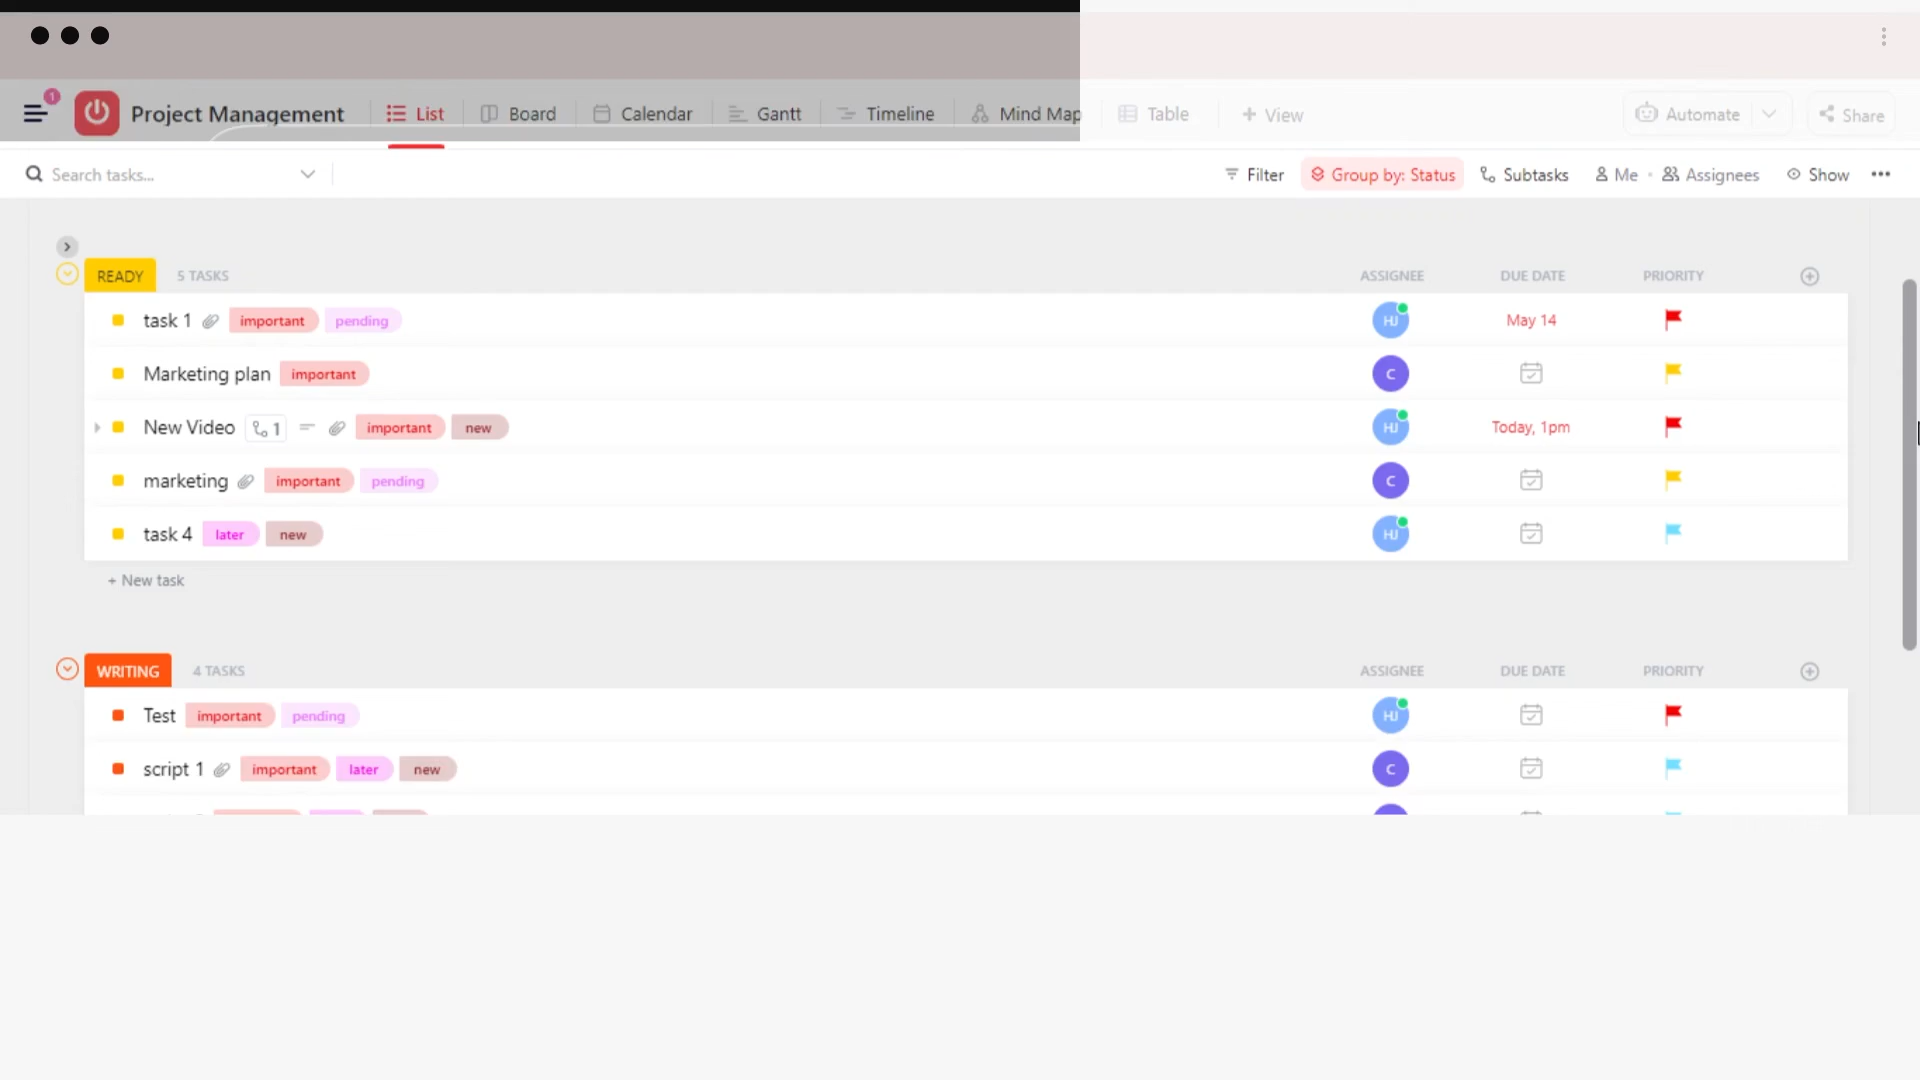 1 Project Management List Board Calendar Gantt Timeline Mind Map Table + View Automate Share
Search tasks... Filter Group by: Status Subtasks Me • Assignees Show
READY 5 TASKS ASSIGNEE DUE DATE PRIORITY
task 1 important pending HJ May 14
Marketing plan important C
New Video 1 important new HJ Today, 1pm
marketing important pending C
task 4 later new HJ
+ New task
WRITING 4 TASKS ASSIGNEE DUE DATE PRIORITY
Test important pending HJ
script 1 important later new C